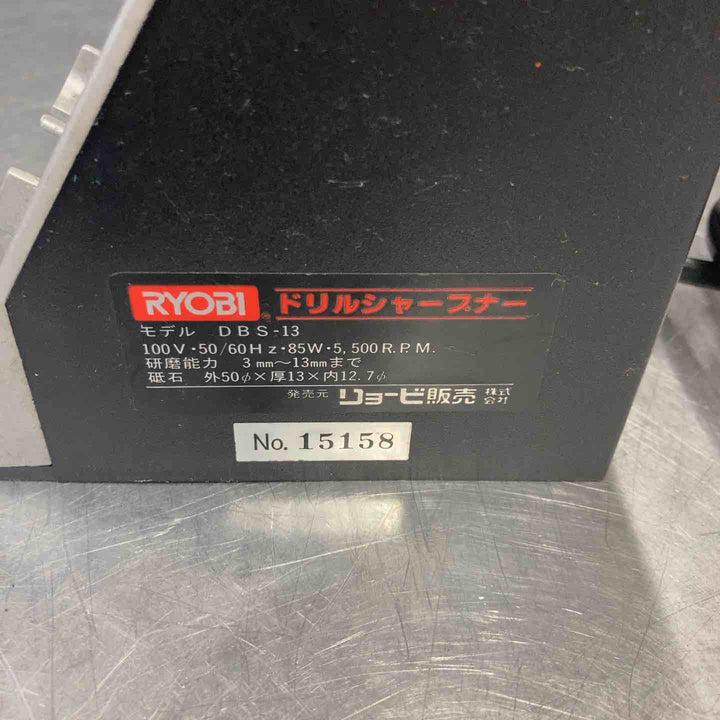 RYOBI® ドリルシャープナー
モデル DBS-13
100V・50/60Hz・85W・5,500R.P.M.
研磨能力 3mm〜13mmまで
砥石 外50φ×厚13×内12.7φ
発売元 リョービ販売株式会社
No.15158